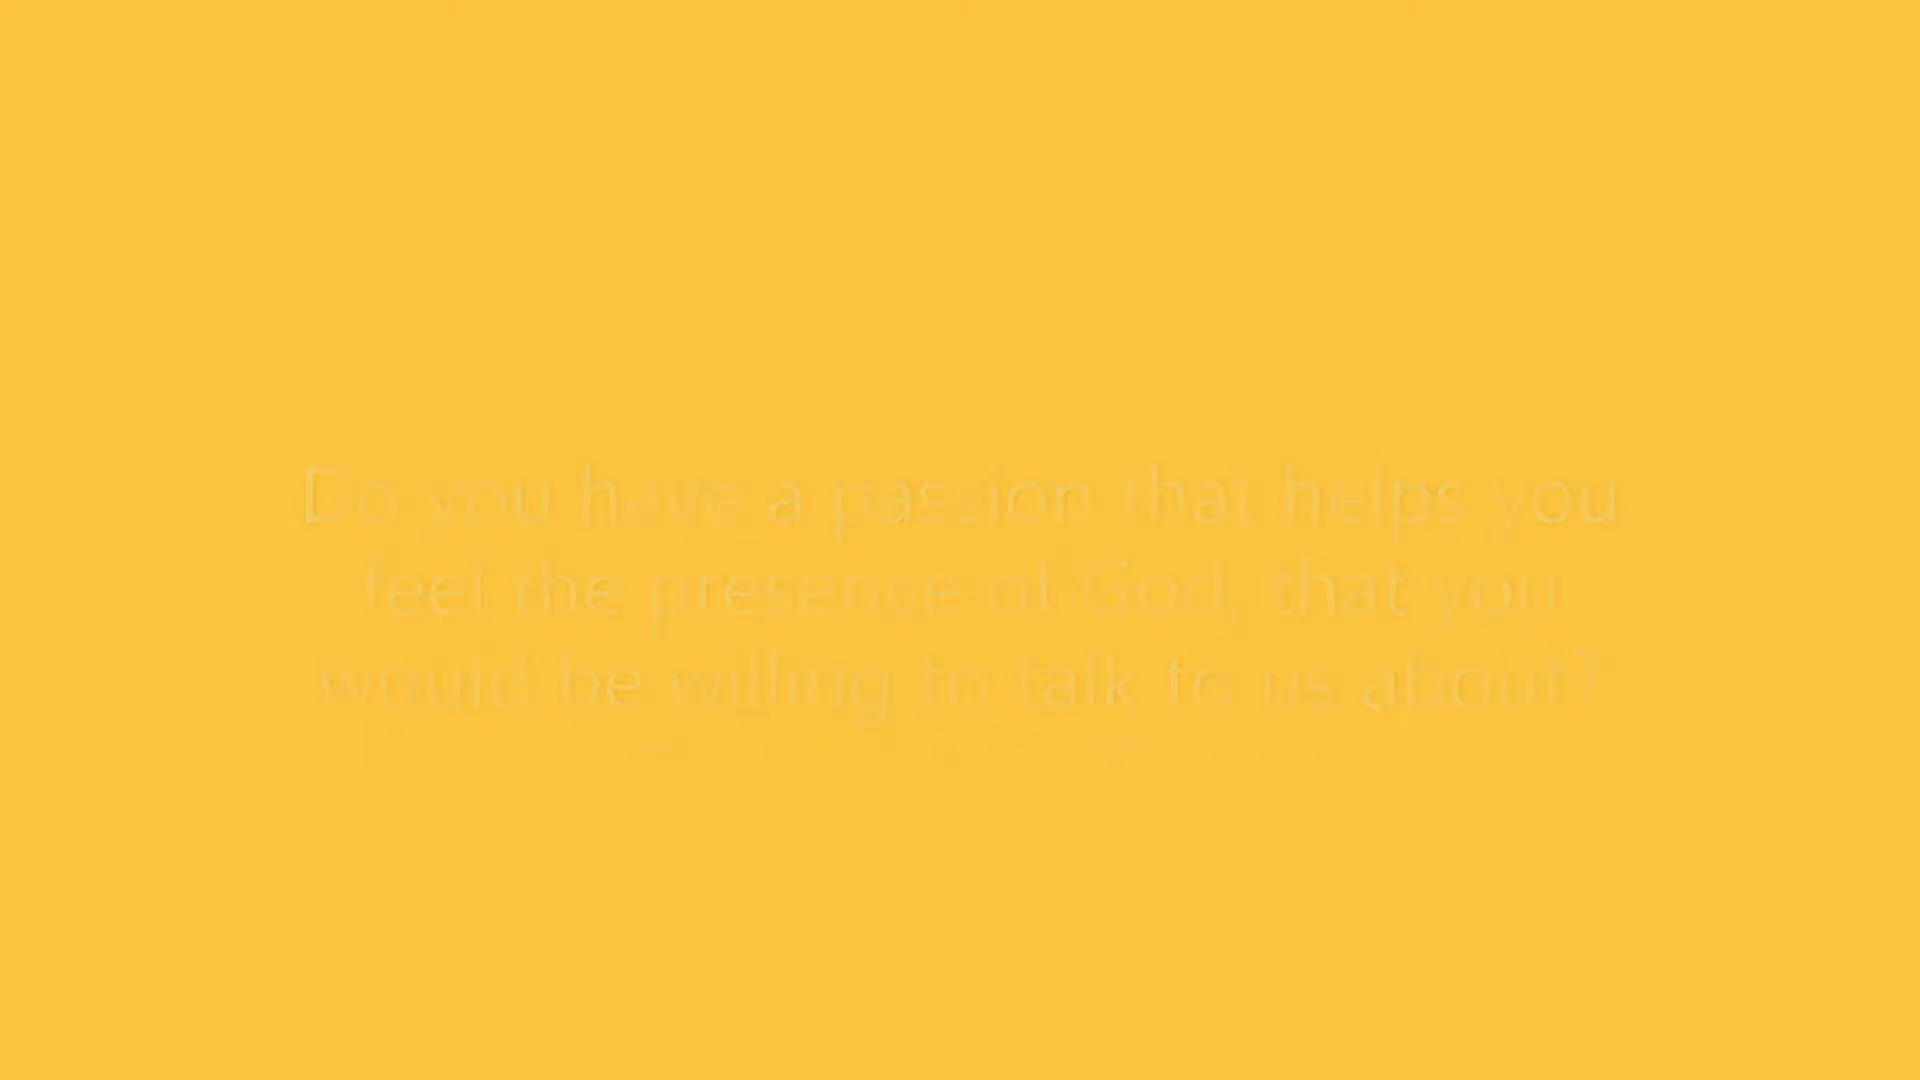 Do you have a passion that helps you
feel the presence of God, that you
would be willing to talk to us about?